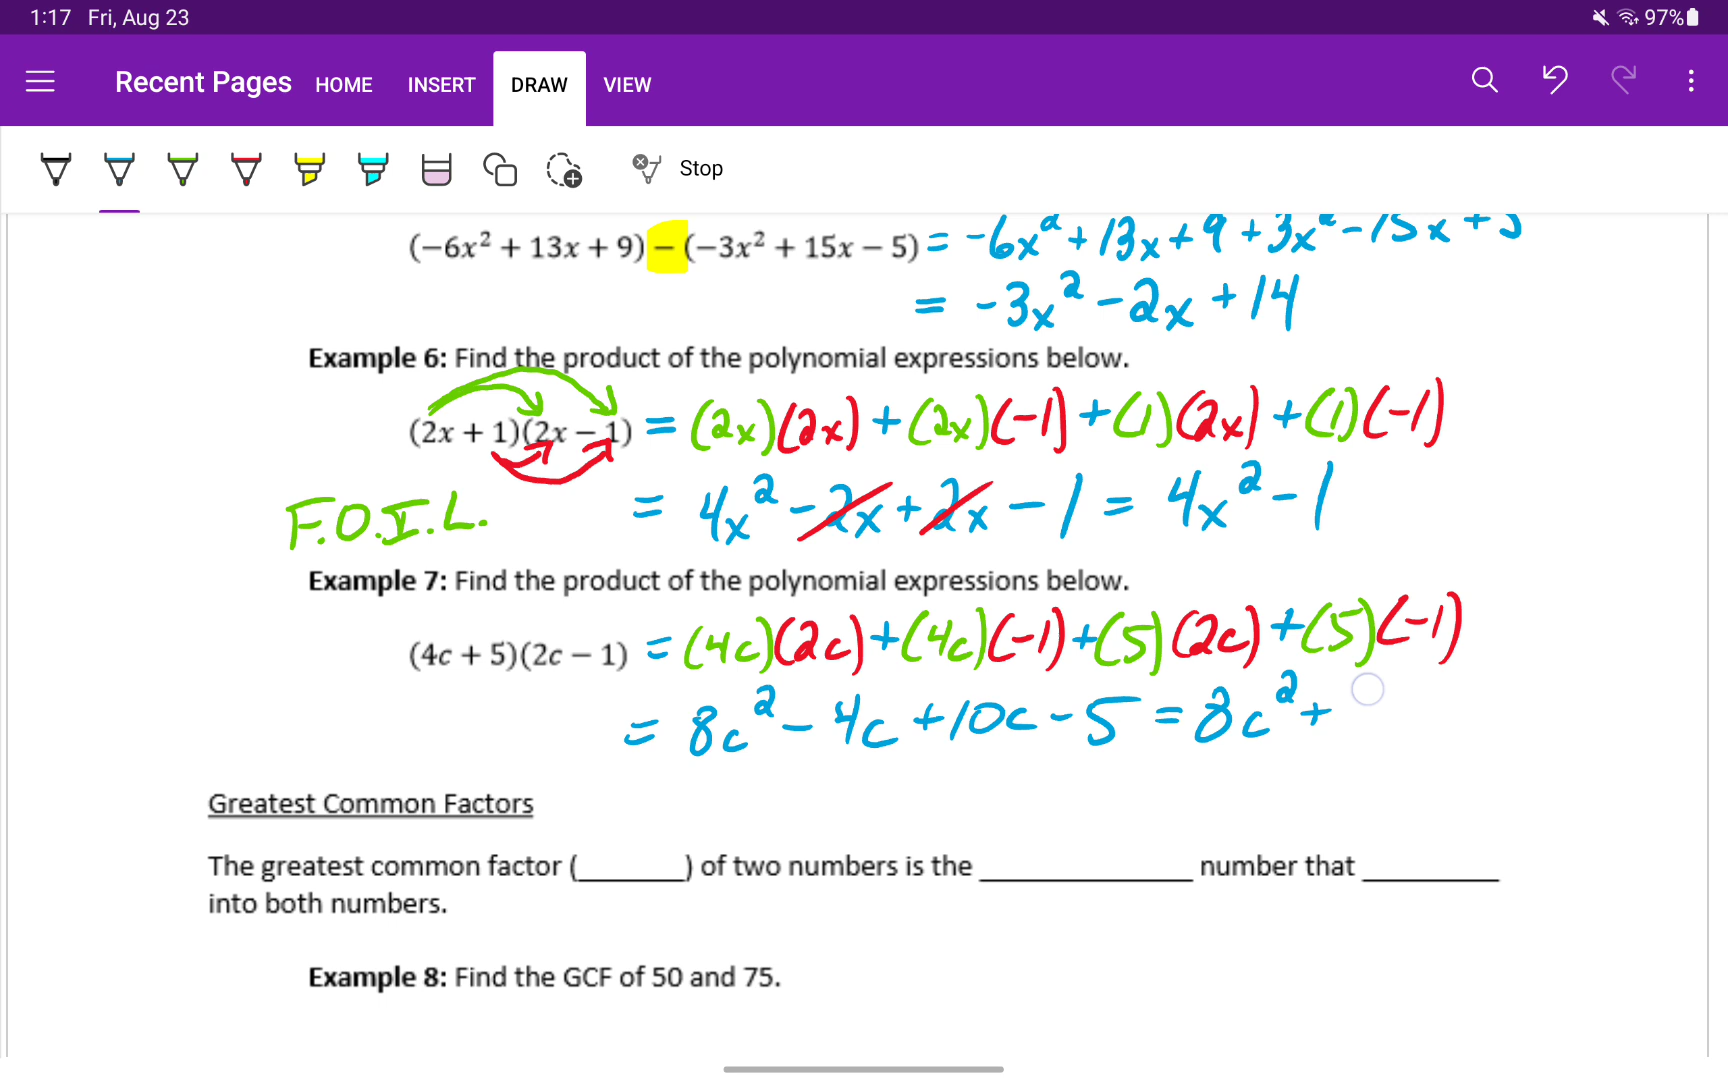 1:17 Fri, Aug 23 97%
Recent Pages HOME INSERT DRAW VIEW
Stop
(−6x² + 13x + 9) − (−3x² + 15x − 5) = -6x² + 13x + 9 + 3x² - 15x + 5
= -3x² - 2x + 14
Example 6: Find the product of the polynomial expressions below.
(2x + 1)(2x − 1) = (2x)(2x) + (2x)(-1) + (1)(2x) + (1)(-1)
F.O.I.L. = 4x² - 2x + 2x - 1 = 4x² - 1
Example 7: Find the product of the polynomial expressions below.
(4c + 5)(2c − 1) = (4c)(2c) + (4c)(-1) + (5)(2c) + (5)(-1)
= 8c² - 4c + 10c - 5 = 8c² +
Greatest Common Factors
The greatest common factor (_______) of two numbers is the ______________ number that _________
into both numbers.
Example 8: Find the GCF of 50 and 75.